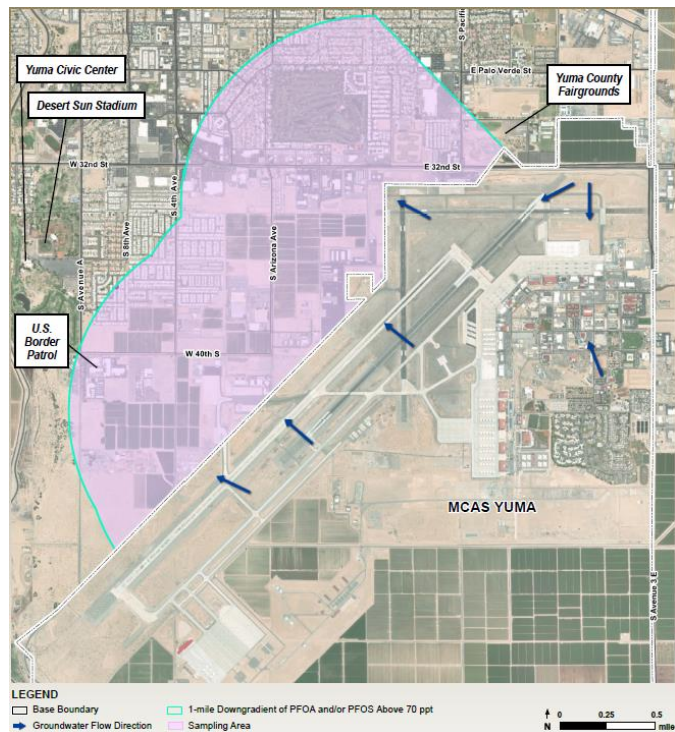 S Pacific
Yuma Civic Center
Desert Sun Stadium
E Palo Verde St
Yuma County
Fairgrounds
W 32nd St
E 32nd St
S 4th Ave
S 8th Ave
S Avenue A
S Arizona Ave
U.S.
Border
Patrol
W 40th S
MCAS YUMA
S Avenue 3 E
LEGEND
Base Boundary
1-mile Downgradient of PFOA and/or PFOS Above 70 ppt
Groundwater Flow Direction
Sampling Area
N
0 0.25 0.5
mile